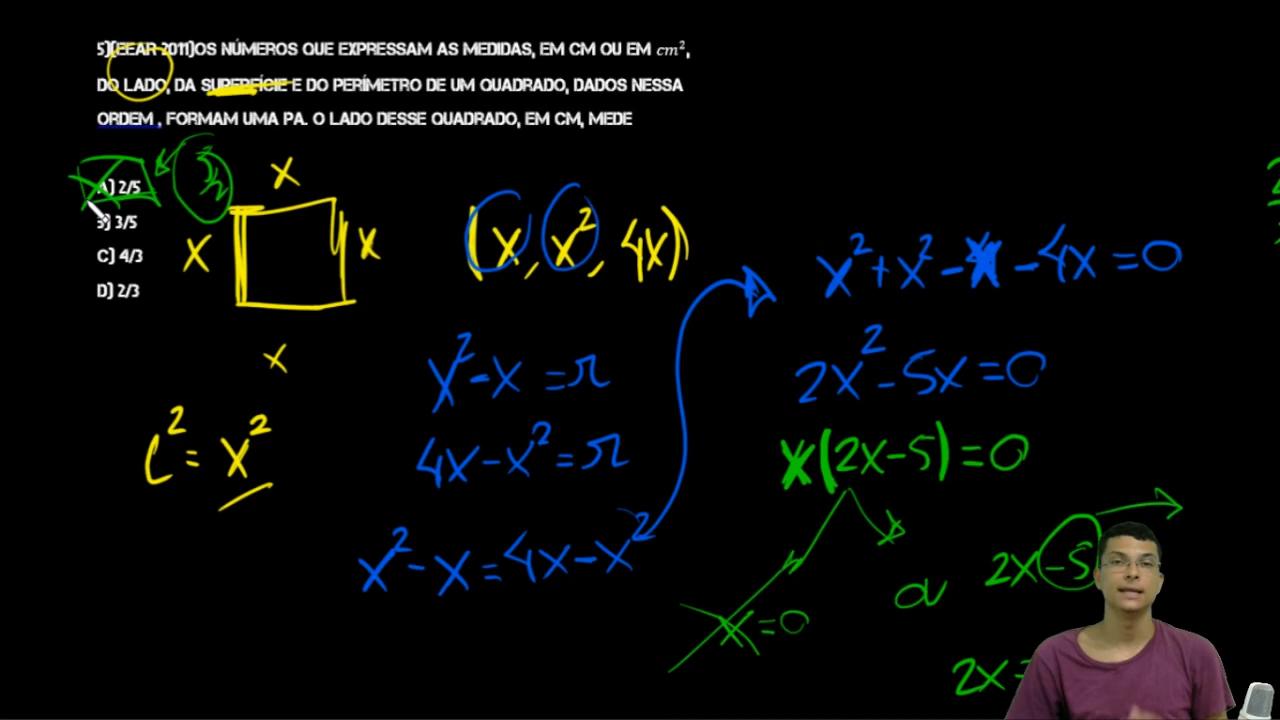 5)(EEAR 2011)OS NÚMEROS QUE EXPRESSAM AS MEDIDAS, EM CM OU EM cm²,
DO LADO, DA SUPERFÍCIE E DO PERÍMETRO DE UM QUADRADO, DADOS NESSA
ORDEM , FORMAM UMA PA. O LADO DESSE QUADRADO, EM CM, MEDE
A) 2/5
B) 3/5
C) 4/3
D) 2/3
x
x
x
x
l² = x²
(x, x², 4x)
x² - x = r
4x - x² = r
x² - x = 4x - x²
x² + x² - x - 4x = 0
2x² - 5x = 0
x(2x - 5) = 0
x = 0
ou
2x - 5
2x =